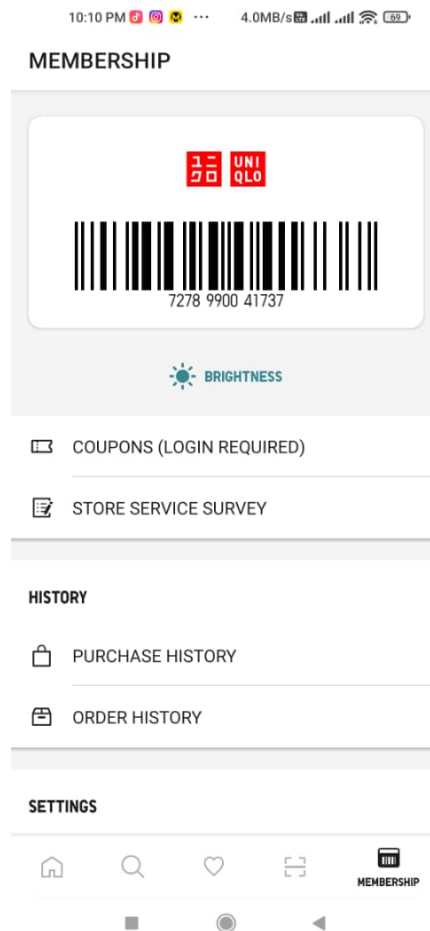 10:10 PM ... 4.0MB/s 69
MEMBERSHIP
ユニ UNI
クロ QLO
7278 9900 41737
BRIGHTNESS
COUPONS (LOGIN REQUIRED)
STORE SERVICE SURVEY
HISTORY
PURCHASE HISTORY
ORDER HISTORY
SETTINGS
MEMBERSHIP